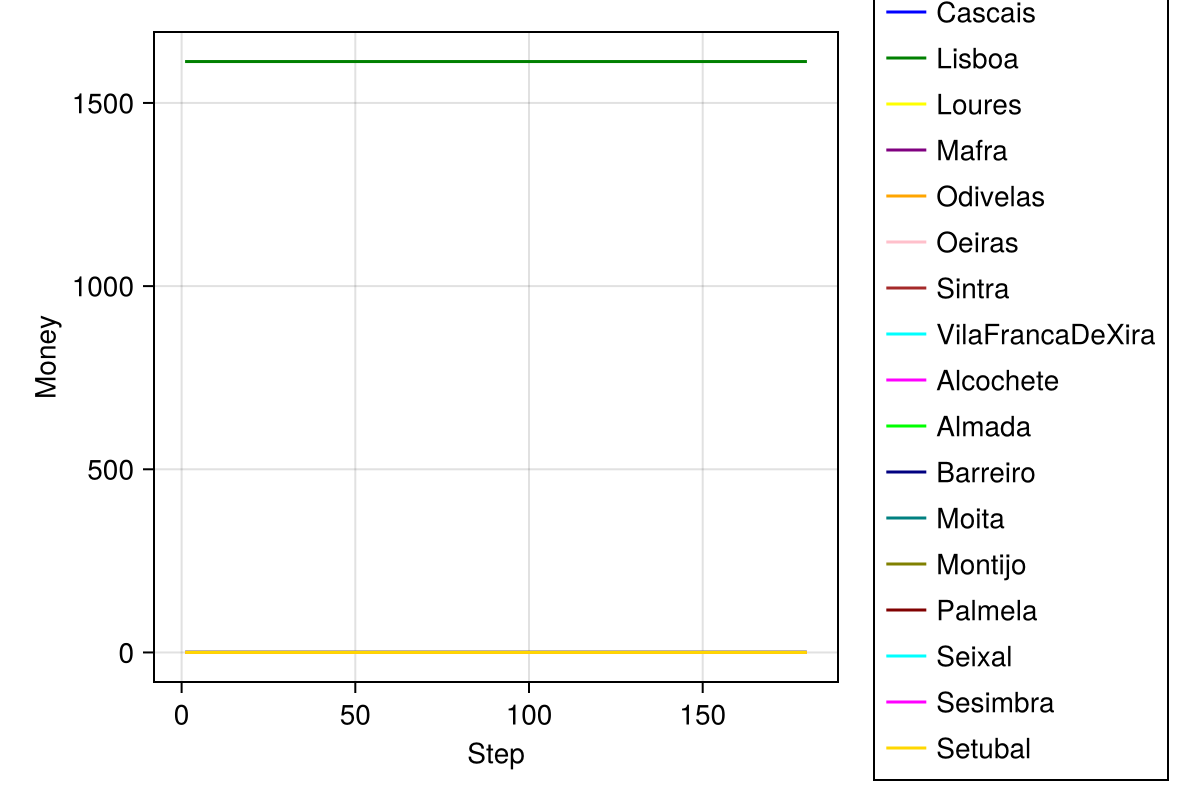 1500
1000
500
0
Money
0 50 100 150
Step
Cascais
Lisboa
Loures
Mafra
Odivelas
Oeiras
Sintra
VilaFrancaDeXira
Alcochete
Almada
Barreiro
Moita
Montijo
Palmela
Seixal
Sesimbra
Setubal